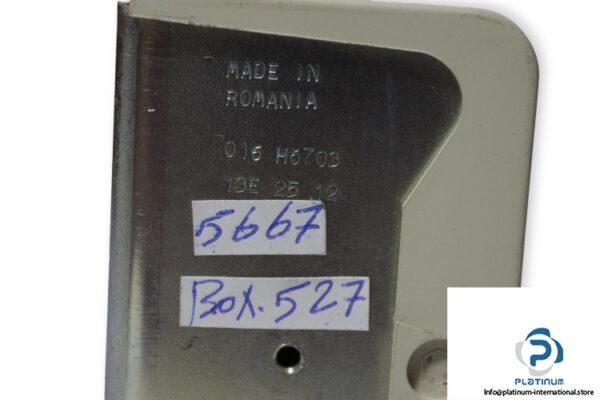 MADE IN
ROMANIA
016 H6703
13E 25 12
5667
Box.527
PLATINUM
Info@platinum-international.store